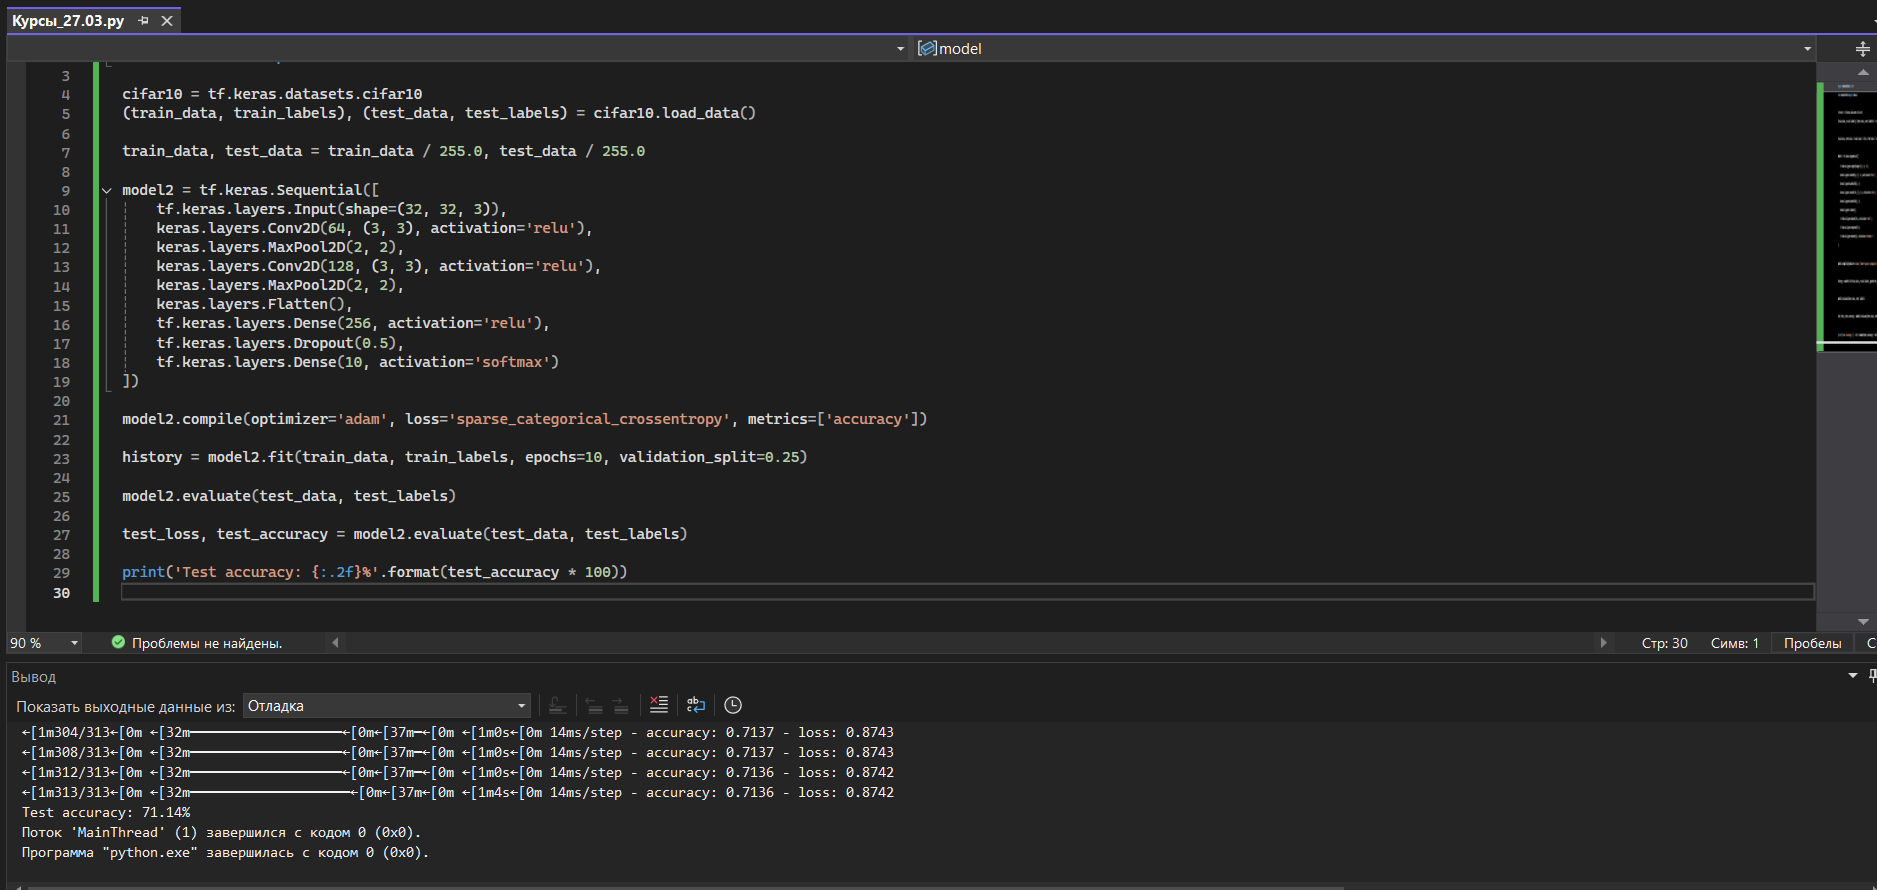 Курсы_27.03.py
model
3
4 cifar10 = tf.keras.datasets.cifar10
5 (train_data, train_labels), (test_data, test_labels) = cifar10.load_data()
6
7 train_data, test_data = train_data / 255.0, test_data / 255.0
8
9 model2 = tf.keras.Sequential([
10 tf.keras.layers.Input(shape=(32, 32, 3)),
11 keras.layers.Conv2D(64, (3, 3), activation='relu'),
12 keras.layers.MaxPool2D(2, 2),
13 keras.layers.Conv2D(128, (3, 3), activation='relu'),
14 keras.layers.MaxPool2D(2, 2),
15 keras.layers.Flatten(),
16 tf.keras.layers.Dense(256, activation='relu'),
17 tf.keras.layers.Dropout(0.5),
18 tf.keras.layers.Dense(10, activation='softmax')
19 ])
20
21 model2.compile(optimizer='adam', loss='sparse_categorical_crossentropy', metrics=['accuracy'])
22
23 history = model2.fit(train_data, train_labels, epochs=10, validation_split=0.25)
24
25 model2.evaluate(test_data, test_labels)
26
27 test_loss, test_accuracy = model2.evaluate(test_data, test_labels)
28
29 print('Test accuracy: {:.2f}%'.format(test_accuracy * 100))
30
90 % Проблемы не найдены. Стр: 30 Симв: 1 Пробелы С
Вывод
Показать выходные данные из: Отладка
←[1m304/313←[0m ←[32m━━━━━━━━━━━━━━━━━━━←[0m←[37m━←[0m ←[1m0s←[0m 14ms/step - accuracy: 0.7137 - loss: 0.8743
←[1m308/313←[0m ←[32m━━━━━━━━━━━━━━━━━━━←[0m←[37m━←[0m ←[1m0s←[0m 14ms/step - accuracy: 0.7137 - loss: 0.8743
←[1m312/313←[0m ←[32m━━━━━━━━━━━━━━━━━━━←[0m←[37m━←[0m ←[1m0s←[0m 14ms/step - accuracy: 0.7136 - loss: 0.8742
←[1m313/313←[0m ←[32m━━━━━━━━━━━━━━━━━━━━←[0m←[37m←[0m ←[1m4s←[0m 14ms/step - accuracy: 0.7136 - loss: 0.8742
Test accuracy: 71.14%
Поток 'MainThread' (1) завершился с кодом 0 (0x0).
Программа "python.exe" завершилась с кодом 0 (0x0).